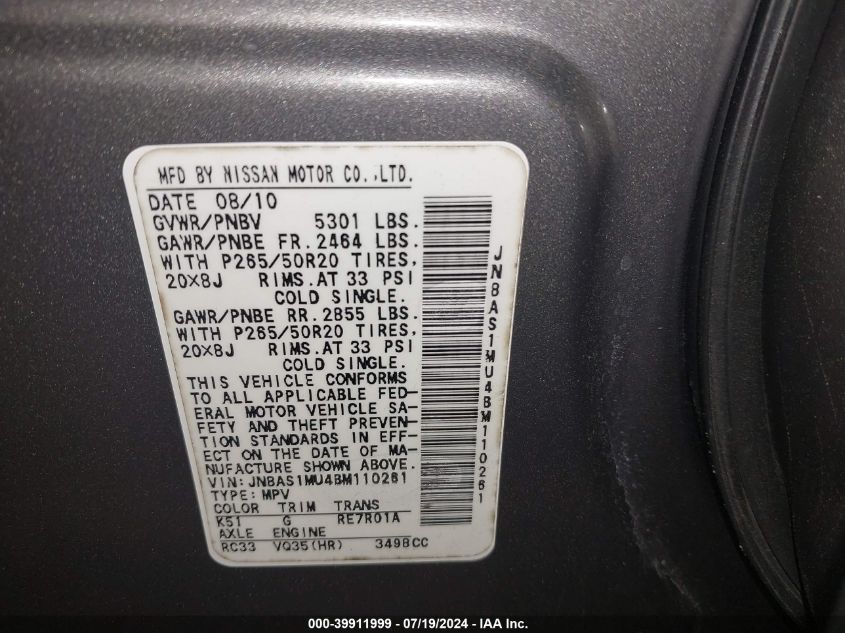 MFD BY NISSAN MOTOR CO.,LTD.
DATE 08/10
GVWR/PNBV 5301 LBS.
GAWR/PNBE FR.2464 LBS.
WITH P265/50R20 TIRES,
20X8J RIMS.AT 33 PSI
COLD SINGLE.
GAWR/PNBE RR.2855 LBS.
WITH P265/50R20 TIRES,
20X8J RIMS.AT 33 PSI
COLD SINGLE.
THIS VEHICLE CONFORMS
TO ALL APPLICABLE FED-
ERAL MOTOR VEHICLE SA-
FETY AND THEFT PREVEN-
TION STANDARDS IN EFF-
ECT ON THE DATE OF MA-
NUFACTURE SHOWN ABOVE.
VIN: JN8AS1MU4BM110261
TYPE: MPV
COLOR TRIM TRANS
K51 G RE7R01A
AXLE ENGINE
RC33 VQ35(HR) 3498CC
JN8AS1MU4BM110261
000-39911999 - 07/19/2024 - IAA Inc.